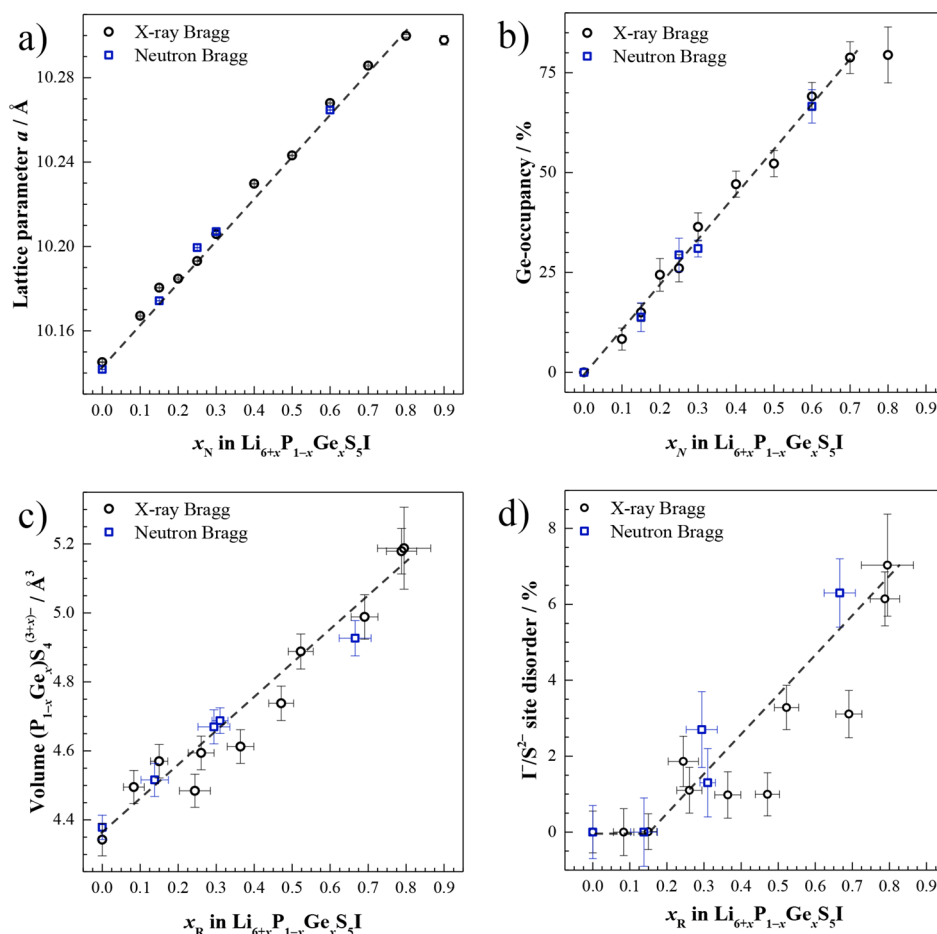 a)
X-ray Bragg
Neutron Bragg
Lattice parameter a / Å
10.28
10.24
10.20
10.16
0.0 0.1 0.2 0.3 0.4 0.5 0.6 0.7 0.8 0.9
x_N in Li₆₊ₓP₁₋ₓGeₓS₅I
b)
X-ray Bragg
Neutron Bragg
Ge-occupancy / %
75
50
25
0
0.0 0.1 0.2 0.3 0.4 0.5 0.6 0.7 0.8 0.9
x_N in Li₆₊ₓP₁₋ₓGeₓS₅I
c)
X-ray Bragg
Neutron Bragg
Volume (P₁₋ₓGeₓ)S₄⁽³⁺ˣ⁾⁻ / Å³
5.2
5.0
4.8
4.6
4.4
0.0 0.1 0.2 0.3 0.4 0.5 0.6 0.7 0.8 0.9
x_R in Li₆₊ₓP₁₋ₓGeₓS₅I
d)
X-ray Bragg
Neutron Bragg
I⁻/S²⁻ site disorder / %
8
6
4
2
0
0.0 0.1 0.2 0.3 0.4 0.5 0.6 0.7 0.8 0.9
x_R in Li₆₊ₓP₁₋ₓGeₓS₅I